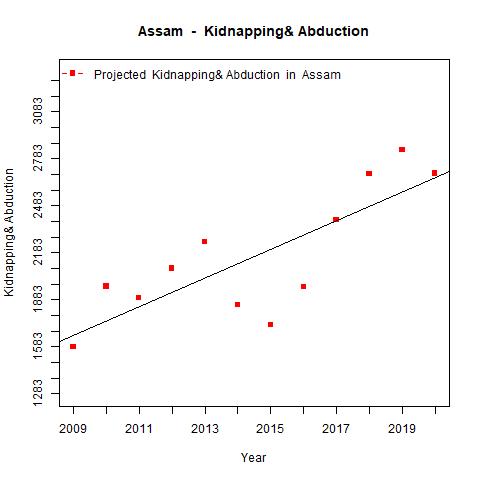 Assam - Kidnapping& Abduction
Projected Kidnapping& Abduction in Assam
Kidnapping& Abduction
3083
2783
2483
2183
1883
1583
1283
2009 2011 2013 2015 2017 2019
Year